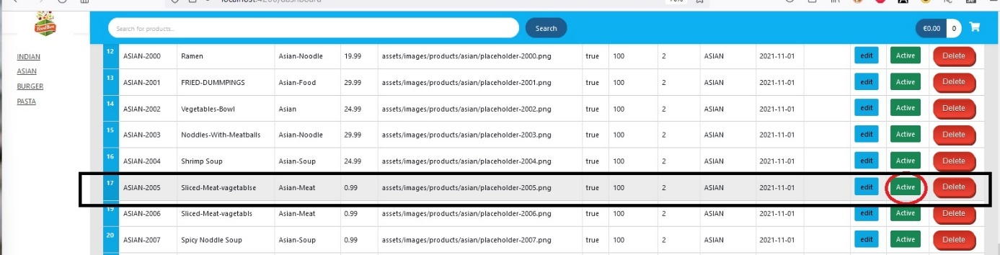 localhost:4200/dashboard
FoodBox
Search for products...
Search
€0.00 0
INDIAN
ASIAN
BURGER
PASTA
12 ASIAN-2000 Ramen Asian-Noodle 19.99 assets/images/products/asian/placeholder-2000.png true 100 2 ASIAN 2021-11-01 edit Active Delete
13 ASIAN-2001 FRIED-DUMMPINGS Asian-Food 29.99 assets/images/products/asian/placeholder-2001.png true 100 2 ASIAN 2021-11-01 edit Active Delete
14 ASIAN-2002 Vegetables-Bowl Asian 24.99 assets/images/products/asian/placeholder-2002.png true 100 2 ASIAN 2021-11-01 edit Active Delete
15 ASIAN-2003 Noddles-With-Meatballs Asian-Noodle 29.99 assets/images/products/asian/placeholder-2003.png true 100 2 ASIAN 2021-11-01 edit Active Delete
16 ASIAN-2004 Shrimp Soup Asian-Soup 24.99 assets/images/products/asian/placeholder-2004.png true 100 2 ASIAN 2021-11-01 edit Active Delete
17 ASIAN-2005 Sliced-Meat-vagetablse Asian-Meat 0.99 assets/images/products/asian/placeholder-2005.png true 100 2 ASIAN 2021-11-01 edit Active Delete
19 ASIAN-2006 Sliced-Meat-vagetabls Asian-Meat 0.99 assets/images/products/asian/placeholder-2006.png true 100 2 ASIAN 2021-11-01 edit Active Delete
20 ASIAN-2007 Spicy Noddle Soup Asian-Soup 0.99 assets/images/products/asian/placeholder-2007.png true 100 2 ASIAN 2021-11-01 edit Active Delete